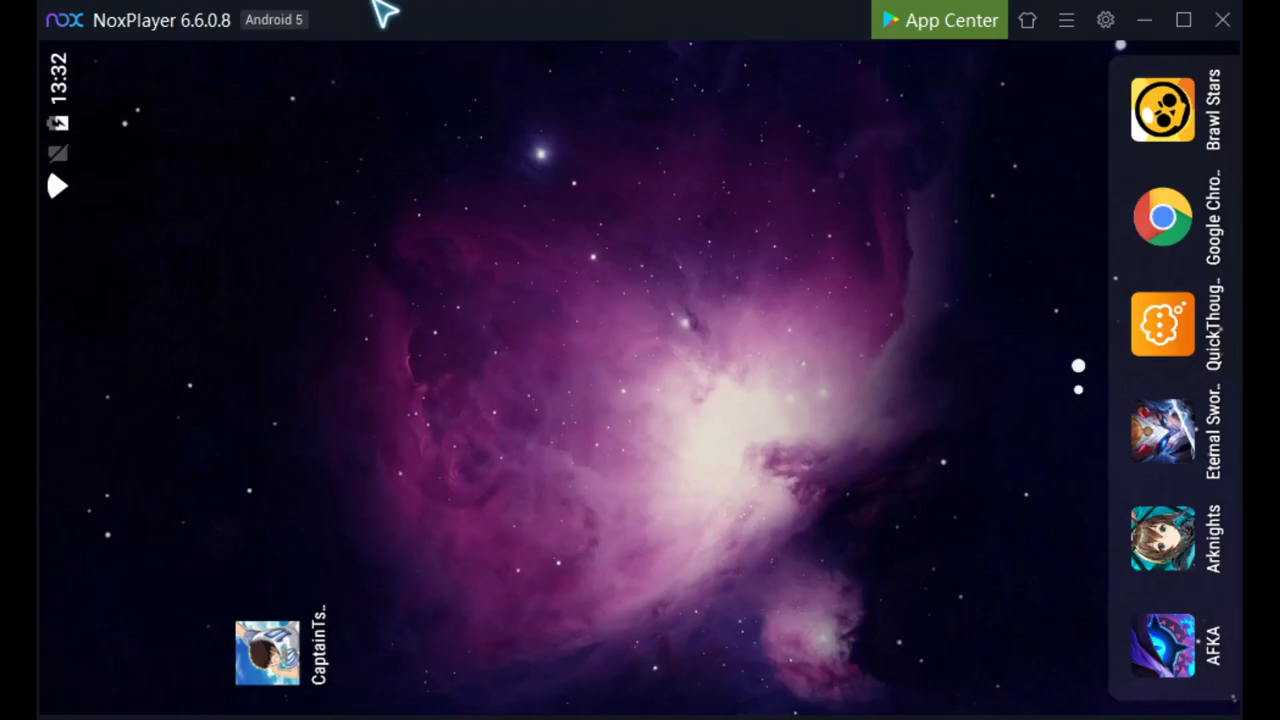 nox NoxPlayer 6.6.0.8 Android 5
App Center
13:32
Brawl Stars
Google Chro..
QuickThoug..
Eternal Swor..
Arknights
AFKA
CaptainTs..